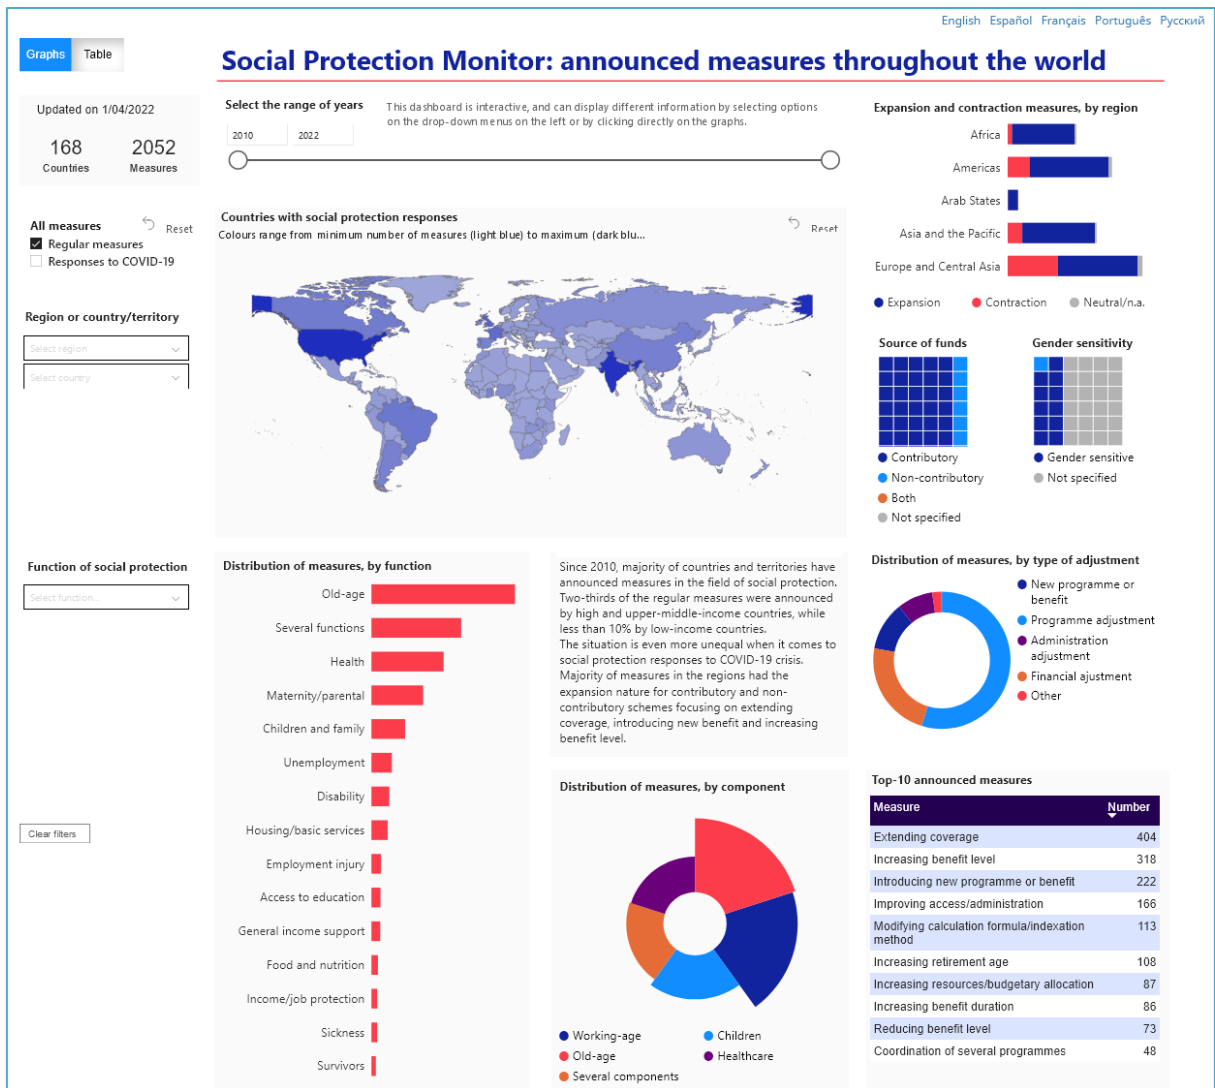 English Español Français Português Русский
Graphs Table
Social Protection Monitor: announced measures throughout the world
Updated on 1/04/2022
168
Countries
2052
Measures
Select the range of years
2010 2022
This dashboard is interactive, and can display different information by selecting options
on the drop-down menus on the left or by clicking directly on the graphs.
All measures
Reset
Regular measures
Responses to COVID-19
Region or country/territory
Select region
Select country
Function of social protection
Select function...
Clear filters
Countries with social protection responses
Reset
Colours range from minimum number of measures (light blue) to maximum (dark blu...
Expansion and contraction measures, by region
Africa
Americas
Arab States
Asia and the Pacific
Europe and Central Asia
Expansion Contraction Neutral/n.a.
Source of funds
Contributory
Non-contributory
Both
Not specified
Gender sensitivity
Gender sensitive
Not specified
Distribution of measures, by function
Old-age
Several functions
Health
Maternity/parental
Children and family
Unemployment
Disability
Housing/basic services
Employment injury
Access to education
General income support
Food and nutrition
Income/job protection
Sickness
Survivors
Since 2010, majority of countries and territories have
announced measures in the field of social protection.
Two-thirds of the regular measures were announced
by high and upper-middle-income countries, while
less than 10% by low-income countries.
The situation is even more unequal when it comes to
social protection responses to COVID-19 crisis.
Majority of measures in the regions had the
expansion nature for contributory and non-
contributory schemes focusing on extending
coverage, introducing new benefit and increasing
benefit level.
Distribution of measures, by type of adjustment
New programme or
benefit
Programme adjustment
Administration
adjustment
Financial ajustment
Other
Distribution of measures, by component
Working-age Children
Old-age Healthcare
Several components
Top-10 announced measures
Measure Number
Extending coverage 404
Increasing benefit level 318
Introducing new programme or benefit 222
Improving access/administration 166
Modifying calculation formula/indexation 113
method
Increasing retirement age 108
Increasing resources/budgetary allocation 87
Increasing benefit duration 86
Reducing benefit level 73
Coordination of several programmes 48